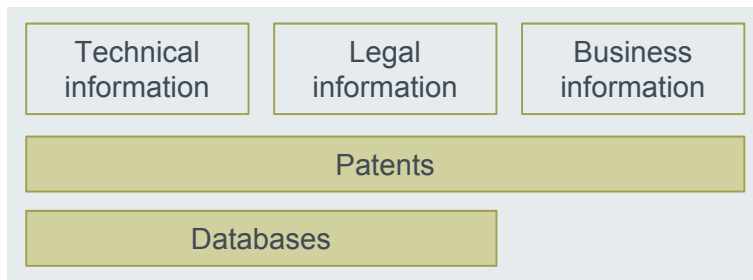 Technical
information
Legal
information
Business
information
Patents
Databases